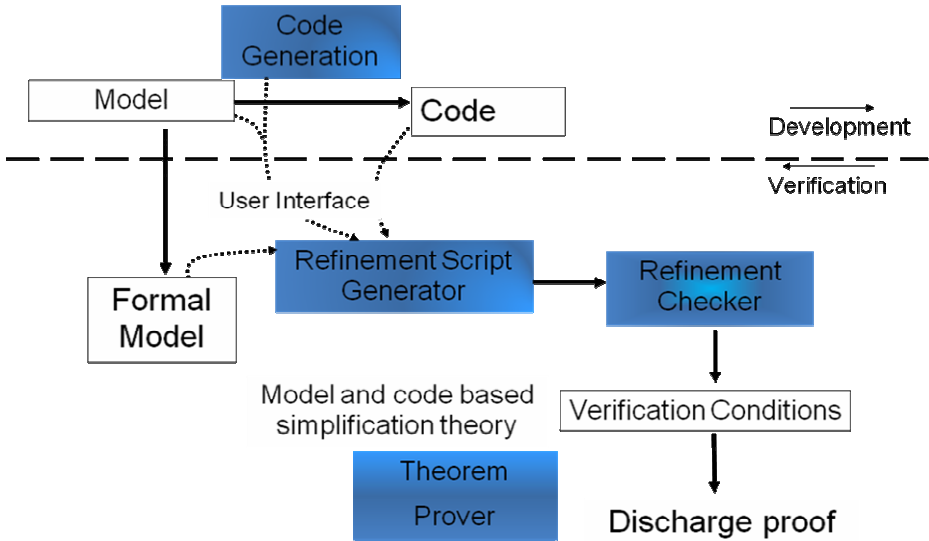 Code
Generation
Model
Code
Development
Verification
User Interface
Refinement Script
Generator
Refinement
Checker
Formal
Model
Model and code based
simplification theory
Verification Conditions
Theorem
Prover
Discharge proof